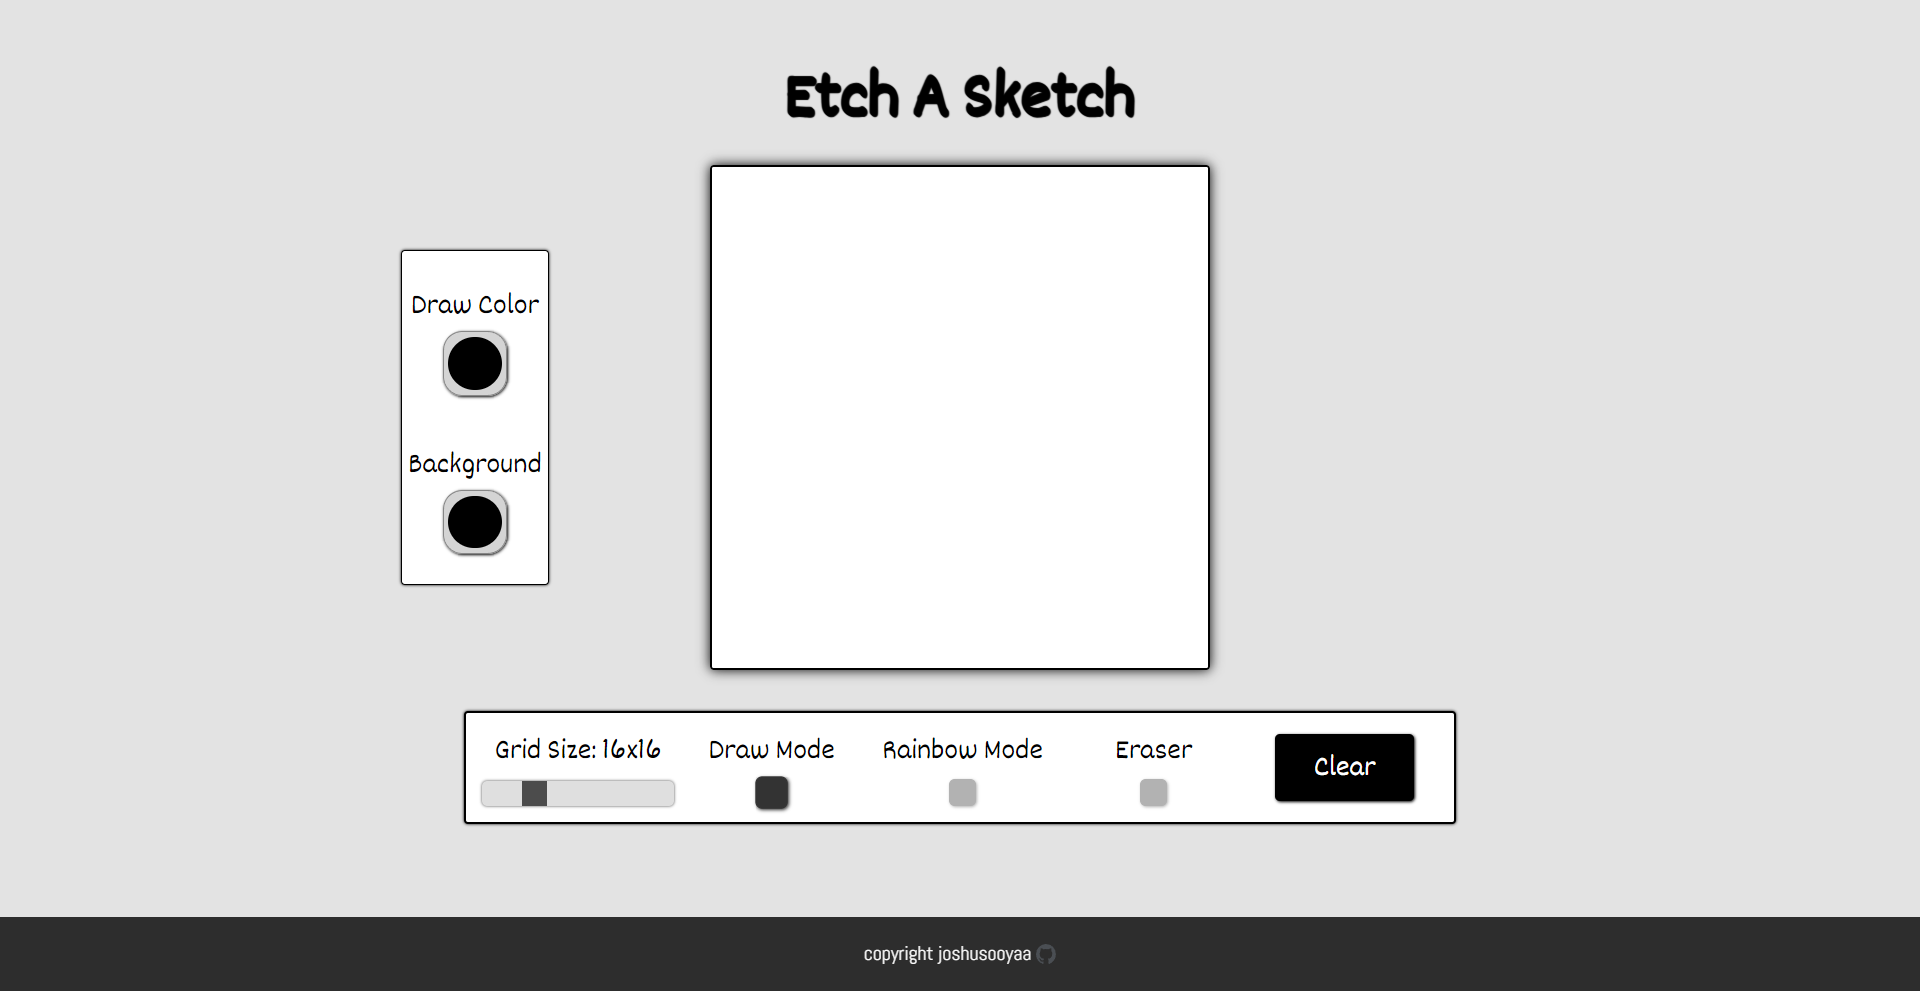 Etch A Sketch
Draw Color
Background
Grid Size: 16x16
Draw Mode
Rainbow Mode
Eraser
Clear
copyright joshusooyaa